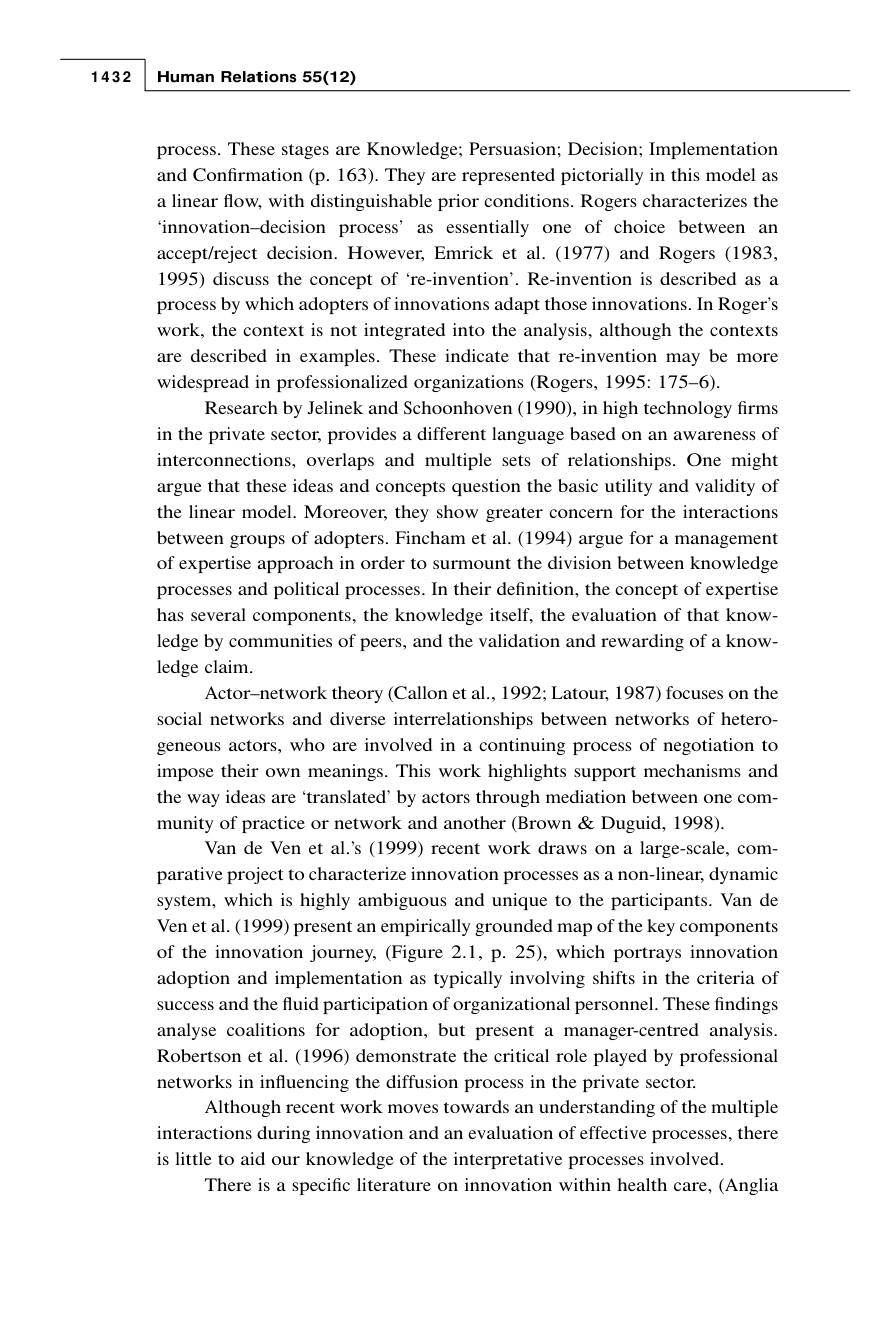 1432 Human Relations 55(12)
process. These stages are Knowledge; Persuasion; Decision; Implementation
and Confirmation (p. 163). They are represented pictorially in this model as
a linear flow, with distinguishable prior conditions. Rogers characterizes the
‘innovation–decision process’ as essentially one of choice between an
accept/reject decision. However, Emrick et al. (1977) and Rogers (1983,
1995) discuss the concept of ‘re-invention’. Re-invention is described as a
process by which adopters of innovations adapt those innovations. In Roger’s
work, the context is not integrated into the analysis, although the contexts
are described in examples. These indicate that re-invention may be more
widespread in professionalized organizations (Rogers, 1995: 175–6).
Research by Jelinek and Schoonhoven (1990), in high technology firms
in the private sector, provides a different language based on an awareness of
interconnections, overlaps and multiple sets of relationships. One might
argue that these ideas and concepts question the basic utility and validity of
the linear model. Moreover, they show greater concern for the interactions
between groups of adopters. Fincham et al. (1994) argue for a management
of expertise approach in order to surmount the division between knowledge
processes and political processes. In their definition, the concept of expertise
has several components, the knowledge itself, the evaluation of that know-
ledge by communities of peers, and the validation and rewarding of a know-
ledge claim.
Actor–network theory (Callon et al., 1992; Latour, 1987) focuses on the
social networks and diverse interrelationships between networks of hetero-
geneous actors, who are involved in a continuing process of negotiation to
impose their own meanings. This work highlights support mechanisms and
the way ideas are ‘translated’ by actors through mediation between one com-
munity of practice or network and another (Brown & Duguid, 1998).
Van de Ven et al.’s (1999) recent work draws on a large-scale, com-
parative project to characterize innovation processes as a non-linear, dynamic
system, which is highly ambiguous and unique to the participants. Van de
Ven et al. (1999) present an empirically grounded map of the key components
of the innovation journey, (Figure 2.1, p. 25), which portrays innovation
adoption and implementation as typically involving shifts in the criteria of
success and the fluid participation of organizational personnel. These findings
analyse coalitions for adoption, but present a manager-centred analysis.
Robertson et al. (1996) demonstrate the critical role played by professional
networks in influencing the diffusion process in the private sector.
Although recent work moves towards an understanding of the multiple
interactions during innovation and an evaluation of effective processes, there
is little to aid our knowledge of the interpretative processes involved.
There is a specific literature on innovation within health care, (Anglia